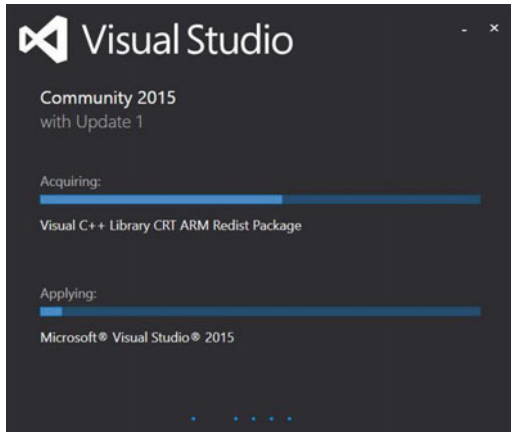 Visual Studio
Community 2015
with Update 1
Acquiring:
Visual C++ Library CRT ARM Redist Package
Applying:
Microsoft® Visual Studio® 2015